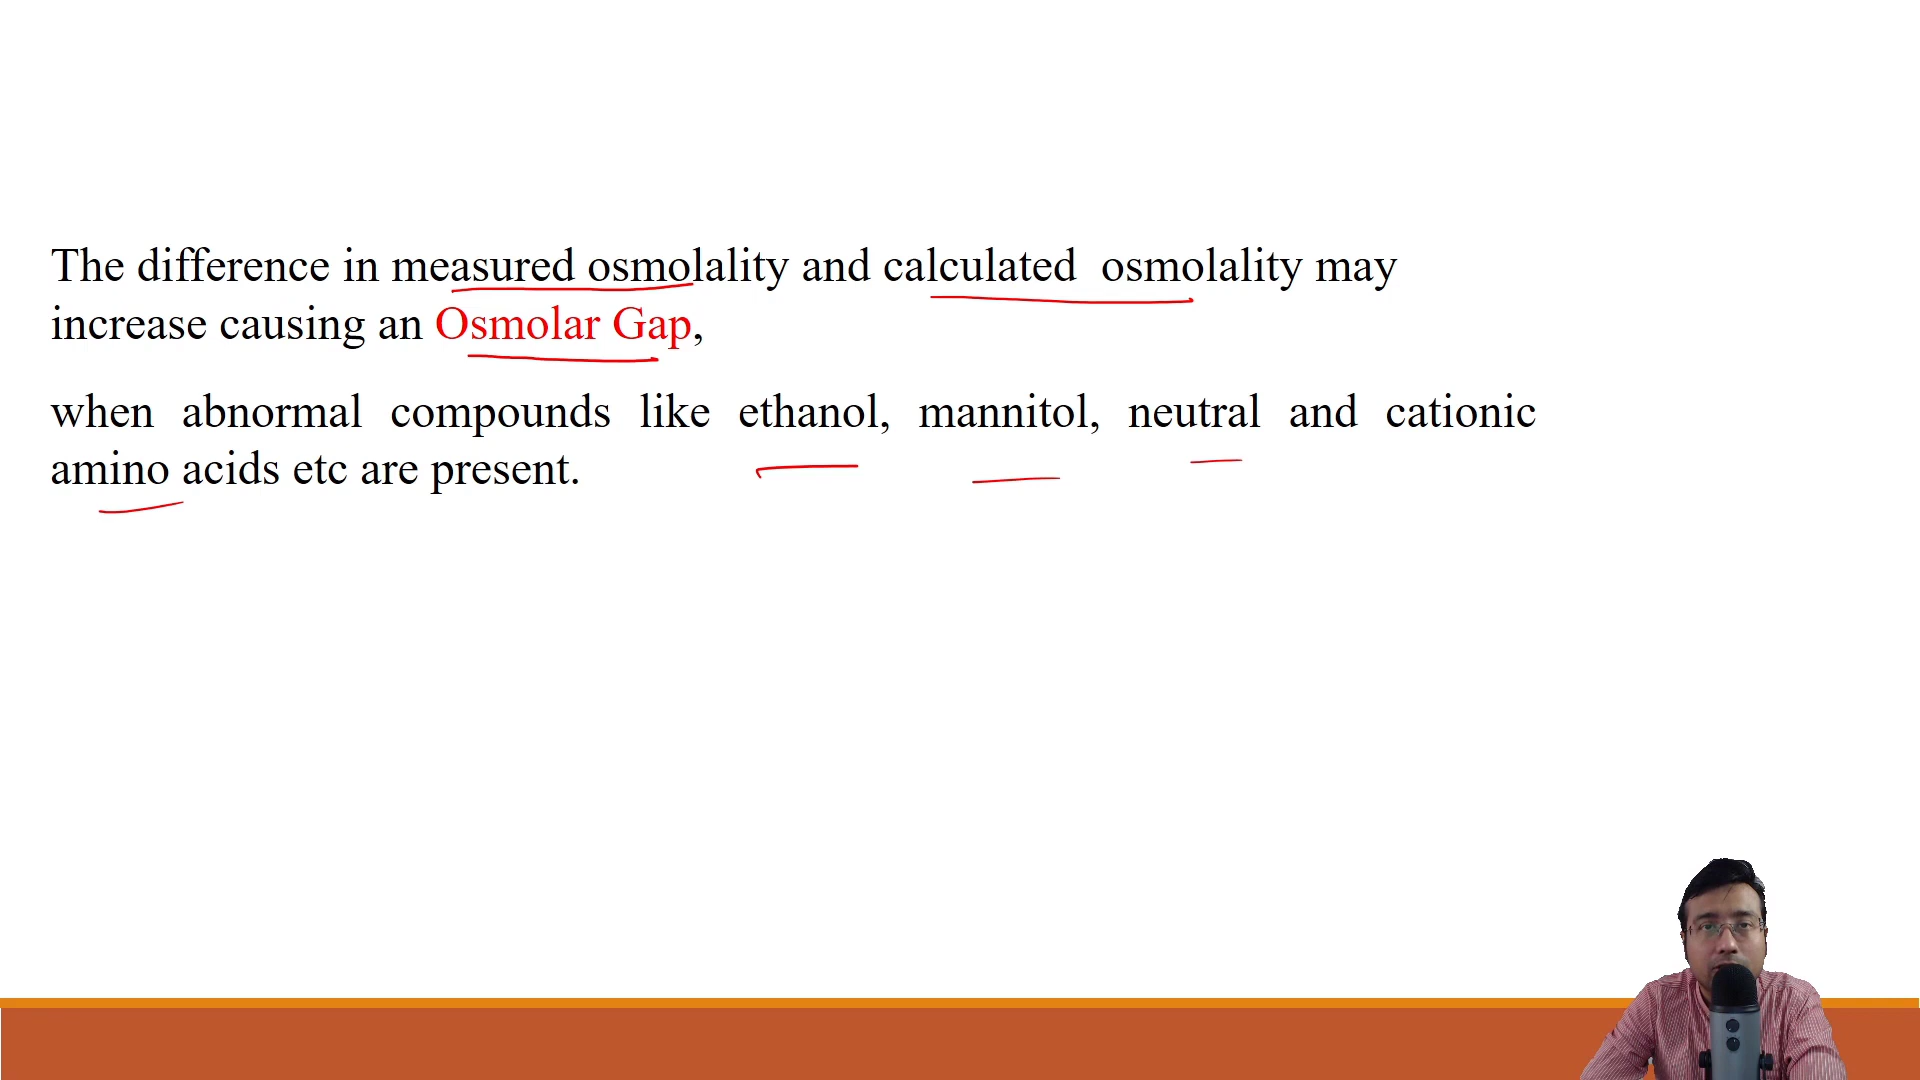 The difference in measured osmolality and calculated osmolality may
increase causing an Osmolar Gap,
when abnormal compounds like ethanol, mannitol, neutral and cationic
amino acids etc are present.